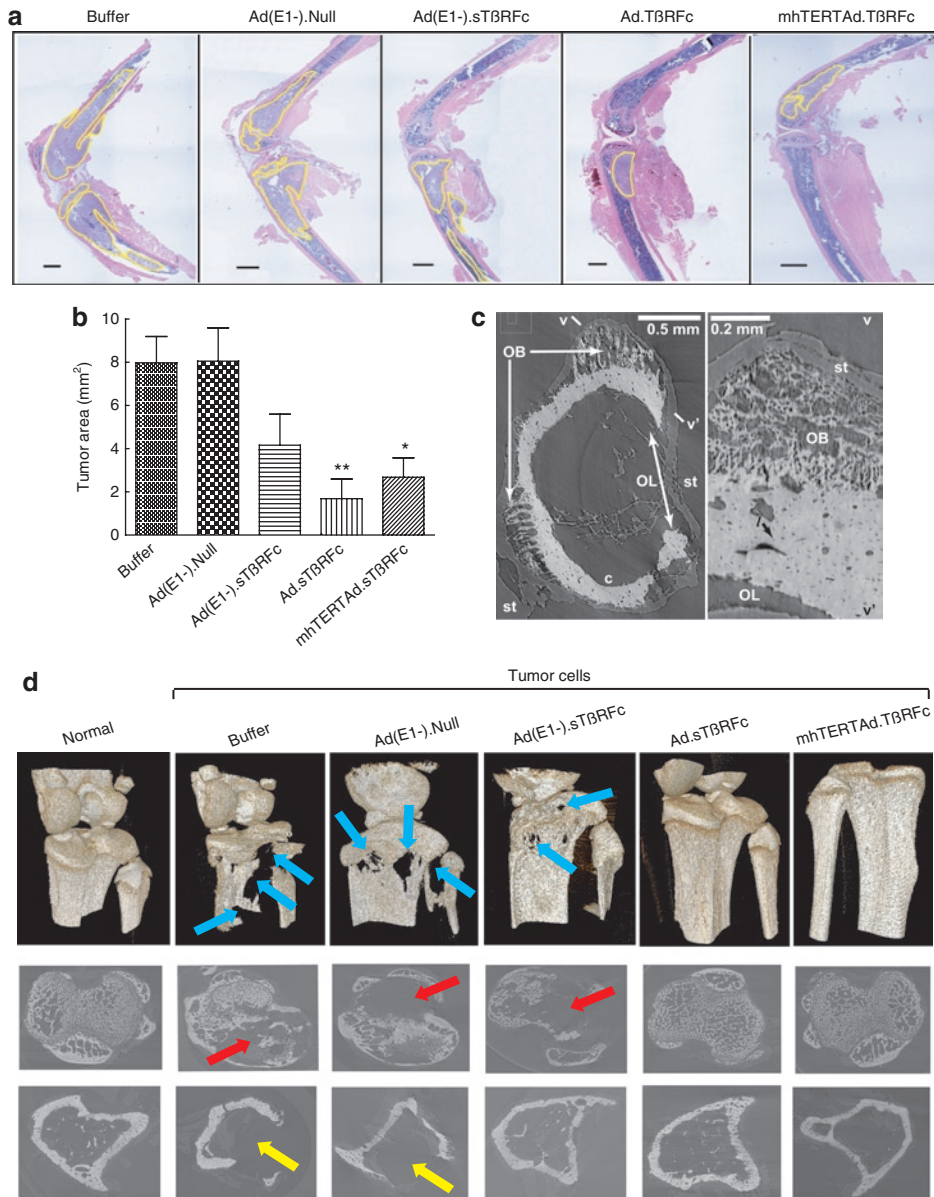 a
Buffer
Ad(E1-).Null
Ad(E1-).sTβRFc
Ad.TβRFc
mhTERTAd.TβRFc
b
Tumor area (mm²)
10
8
6
4
2
0
**
*
Buffer
Ad(E1-).Null
Ad(E1-).sTβRFc
Ad.sTβRFc
mhTERTAd.sTβRFc
c
v
0.5 mm
OB
v'
OL
st
c
st
0.2 mm
v
st
OB
OL
v'
d
Tumor cells
Normal
Buffer
Ad(E1-).Null
Ad(E1-).sTβRFc
Ad.sTβRFc
mhTERTAd.TβRFc